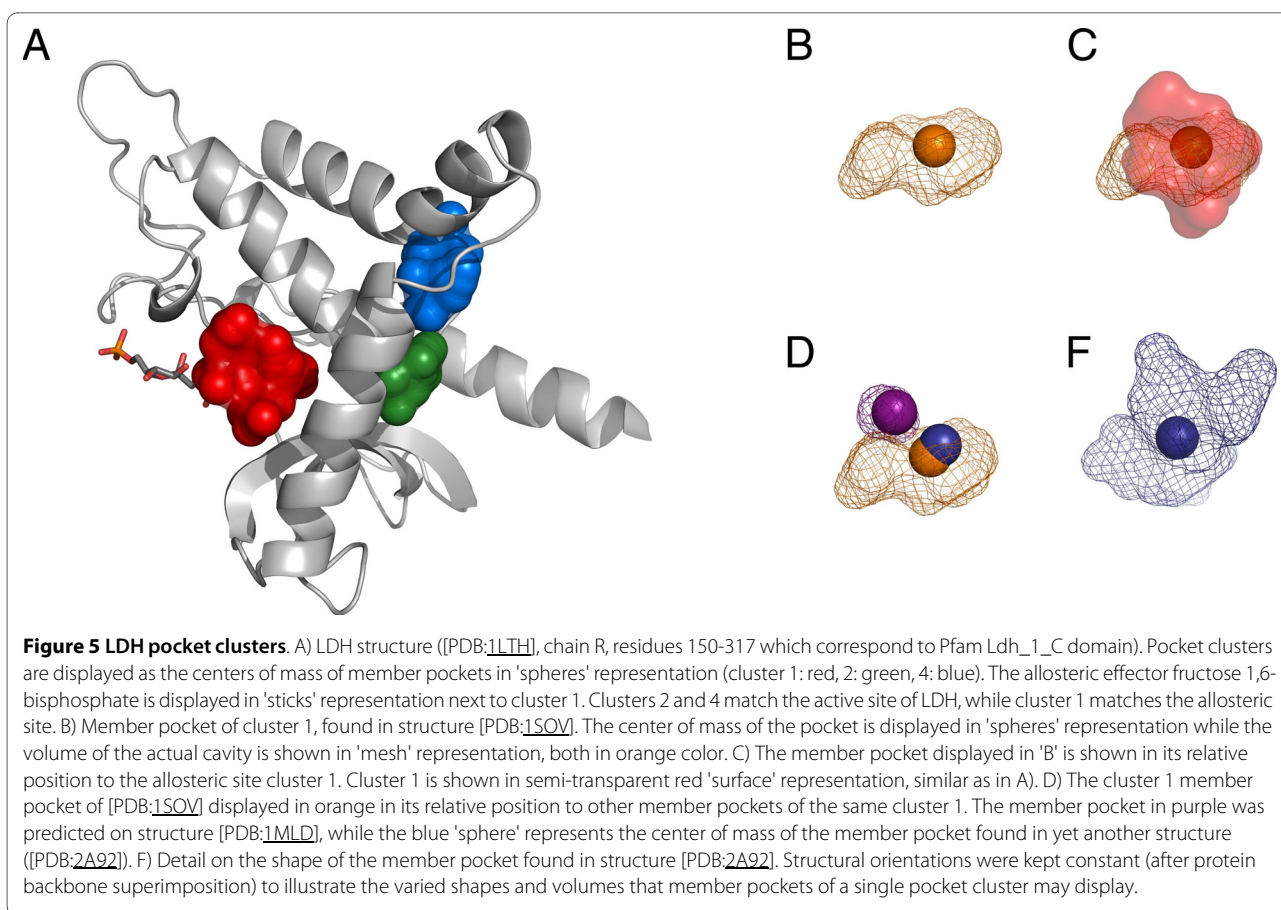 A
B
C
D
F
Figure 5 LDH pocket clusters. A) LDH structure ([PDB:1LTH], chain R, residues 150-317 which correspond to Pfam Ldh_1_C domain). Pocket clusters
are displayed as the centers of mass of member pockets in 'spheres' representation (cluster 1: red, 2: green, 4: blue). The allosteric effector fructose 1,6-
bisphosphate is displayed in 'sticks' representation next to cluster 1. Clusters 2 and 4 match the active site of LDH, while cluster 1 matches the allosteric
site. B) Member pocket of cluster 1, found in structure [PDB:1SOV]. The center of mass of the pocket is displayed in 'spheres' representation while the
volume of the actual cavity is shown in 'mesh' representation, both in orange color. C) The member pocket displayed in 'B' is shown in its relative
position to the allosteric site cluster 1. Cluster 1 is shown in semi-transparent red 'surface' representation, similar as in A). D) The cluster 1 member
pocket of [PDB:1SOV] displayed in orange in its relative position to other member pockets of the same cluster 1. The member pocket in purple was
predicted on structure [PDB:1MLD], while the blue 'sphere' represents the center of mass of the member pocket found in yet another structure
([PDB:2A92]). F) Detail on the shape of the member pocket found in structure [PDB:2A92]. Structural orientations were kept constant (after protein
backbone superimposition) to illustrate the varied shapes and volumes that member pockets of a single pocket cluster may display.